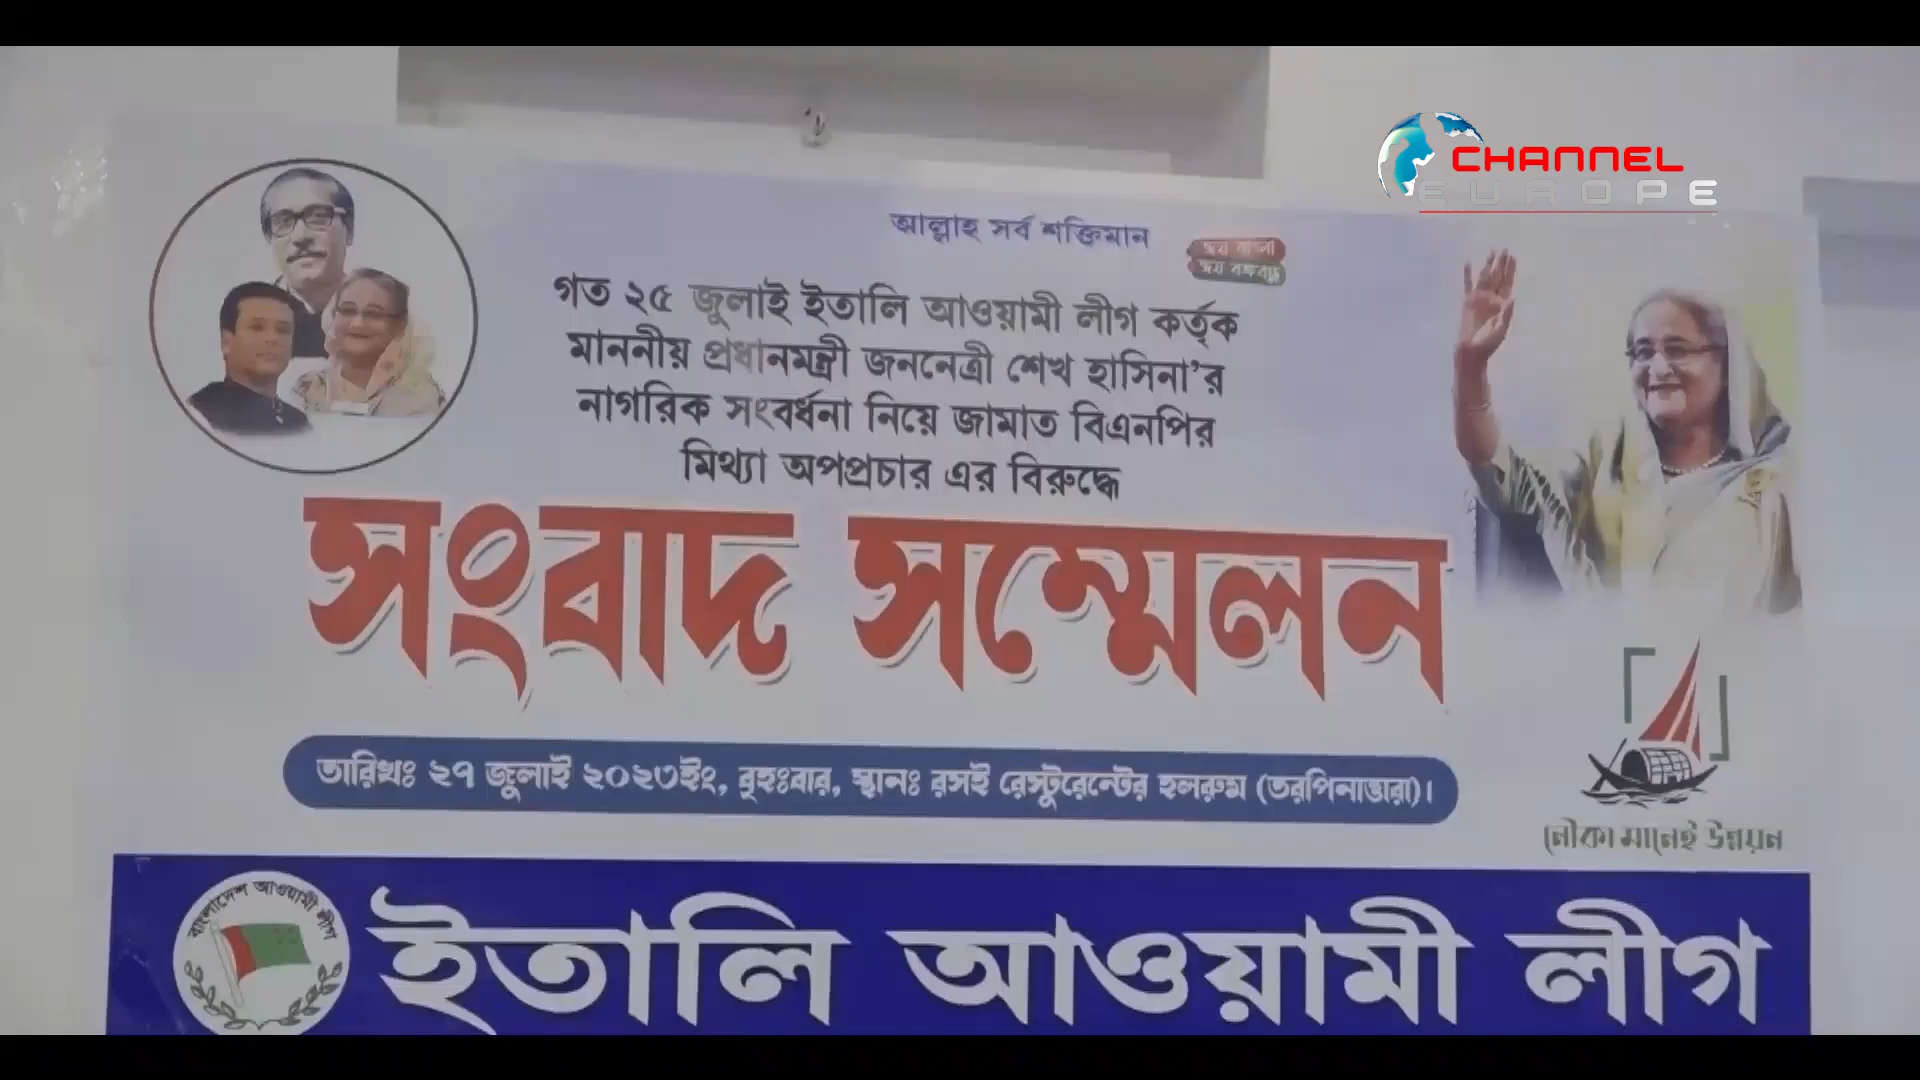 CHANNEL
EUROPE
আল্লাহ সর্ব শক্তিমান
জয় বাংলা
জয় বঙ্গবন্ধু
গত ২৫ জুলাই ইতালি আওয়ামী লীগ কর্তৃক
মাননীয় প্রধানমন্ত্রী জননেত্রী শেখ হাসিনা'র
নাগরিক সংবর্ধনা নিয়ে জামাত বিএনপির
মিথ্যা অপপ্রচার এর বিরুদ্ধে
সংবাদ সম্মেলন
তারিখঃ ২৭ জুলাই ২০২৩ইং, বৃহঃবার, স্থানঃ রসই রেস্টুরেন্টের হলরুম (তরপিনাত্তারা)।
নৌকা মানেই উন্নয়ন
বাংলাদেশ আওয়ামী লীগ
ইতালি আওয়ামী লীগ